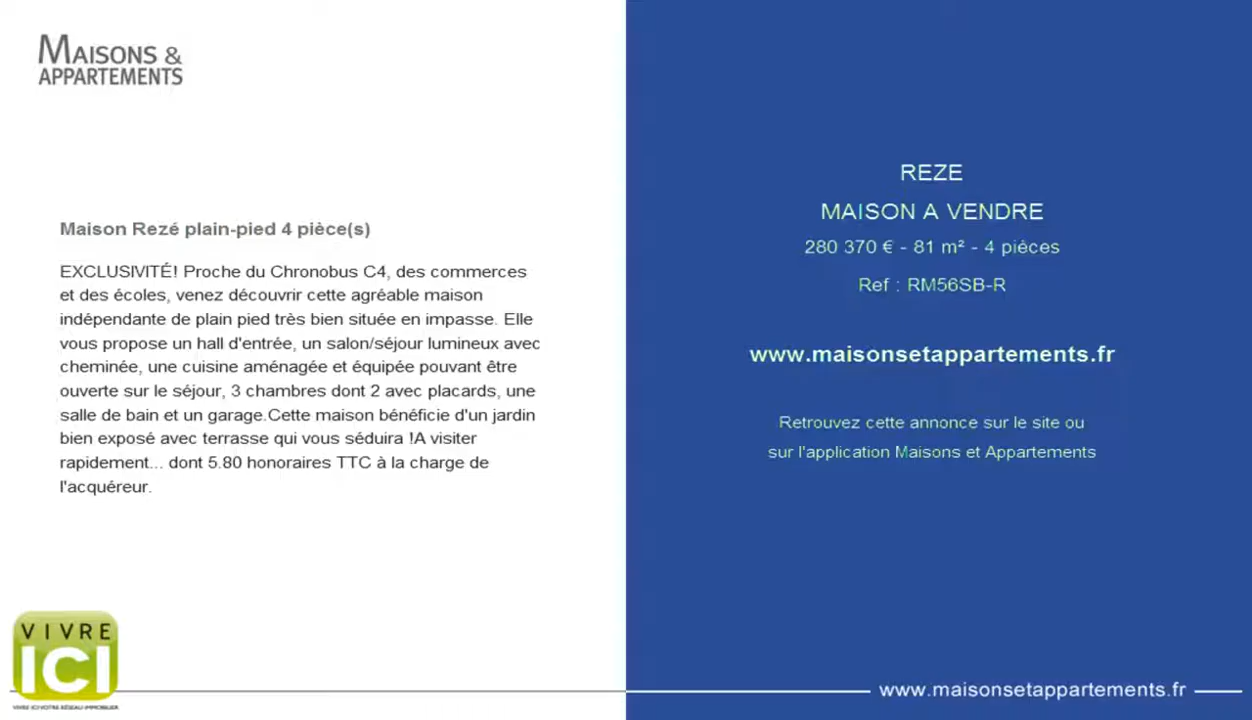 MAISONS &
APPARTEMENTS
Maison Rezé plain-pied 4 pièce(s)
EXCLUSIVITÉ! Proche du Chronobus C4, des commerces
et des écoles, venez découvrir cette agréable maison
indépendante de plain pied très bien située en impasse. Elle
vous propose un hall d'entrée, un salon/séjour lumineux avec
cheminée, une cuisine aménagée et équipée pouvant être
ouverte sur le séjour, 3 chambres dont 2 avec placards, une
salle de bain et un garage.Cette maison bénéficie d'un jardin
bien exposé avec terrasse qui vous séduira !A visiter
rapidement... dont 5.80 honoraires TTC à la charge de
l'acquéreur.
VIVRE
ICI
VIVRE ICI VOTRE RÉSEAU IMMOBILIER
REZE
MAISON A VENDRE
280 370 € - 81 m² - 4 pièces
Ref : RM56SB-R
www.maisonsetappartements.fr
Retrouvez cette annonce sur le site ou
sur l'application Maisons et Appartements
www.maisonsetappartements.fr